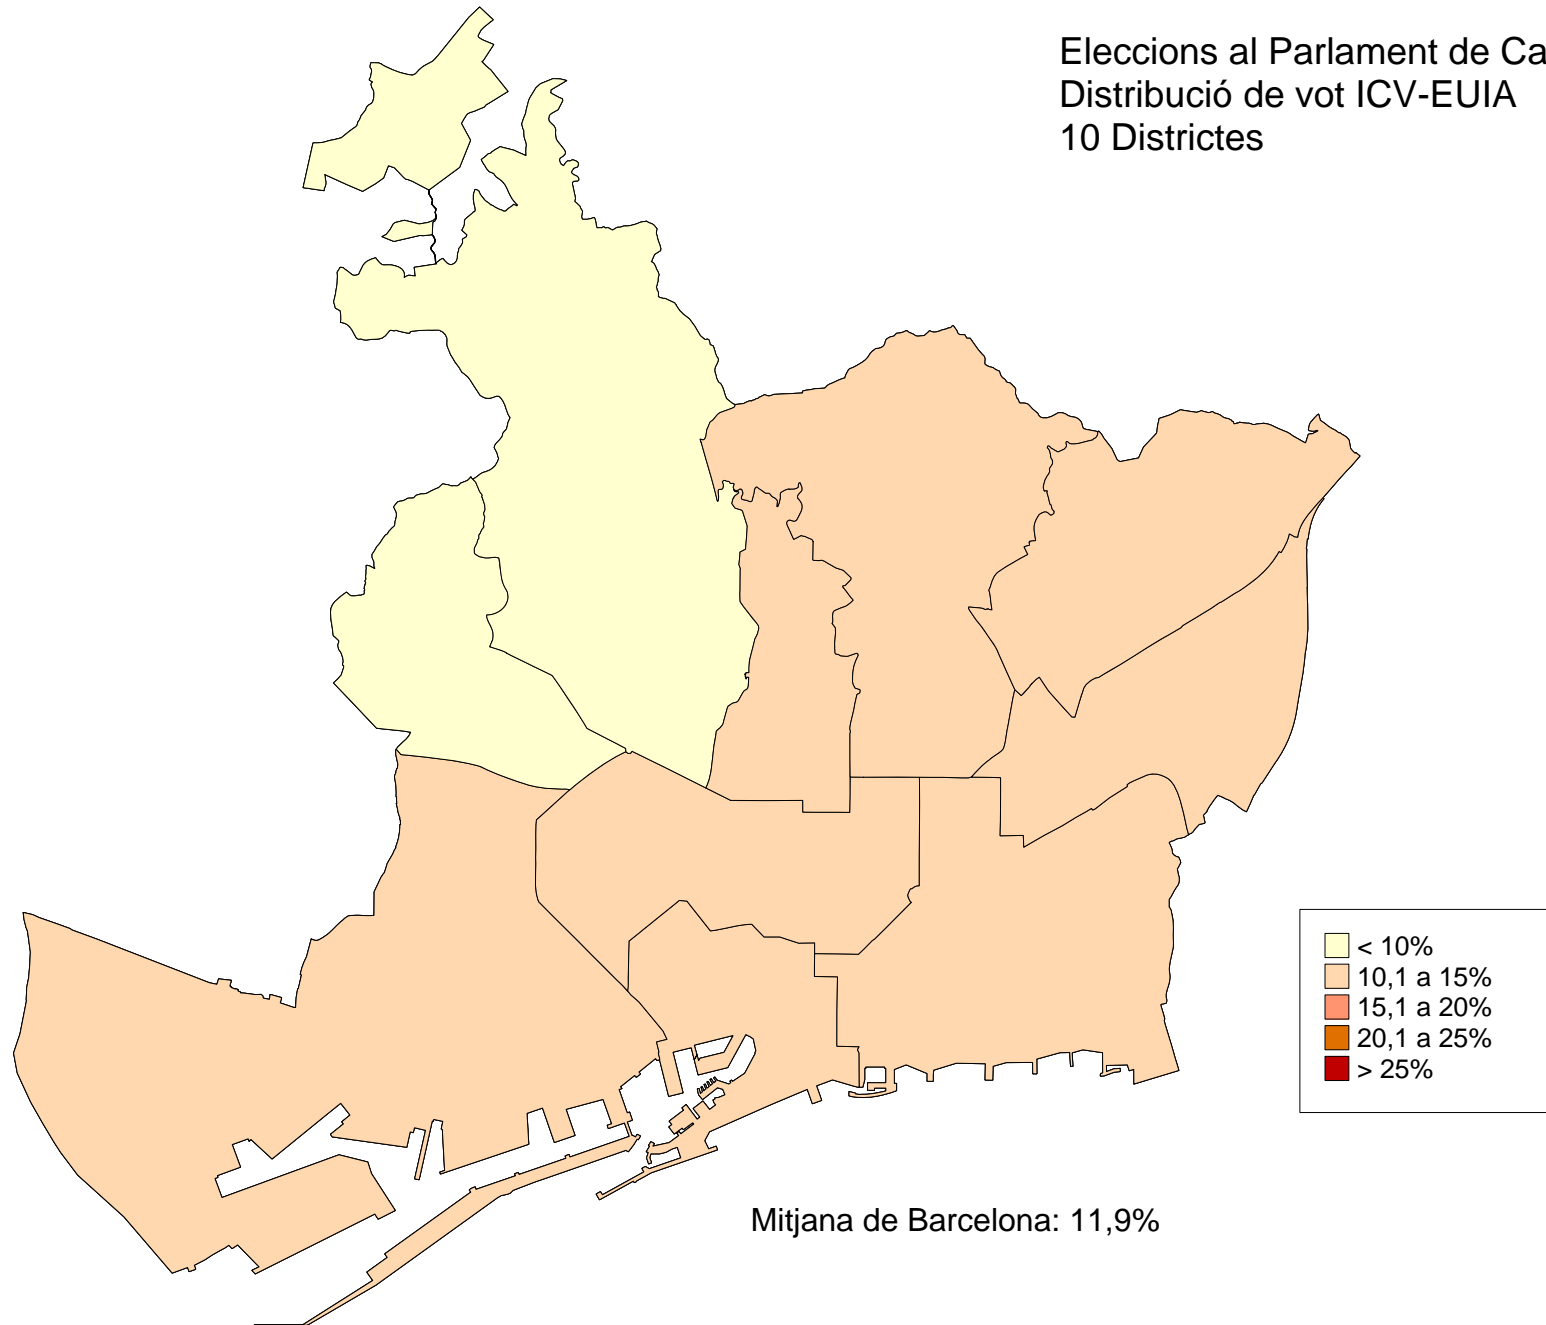 Eleccions al Parlament de Ca
Distribució de vot ICV-EUIA
10 Districtes
< 10%
10,1 a 15%
15,1 a 20%
20,1 a 25%
> 25%
Mitjana de Barcelona: 11,9%